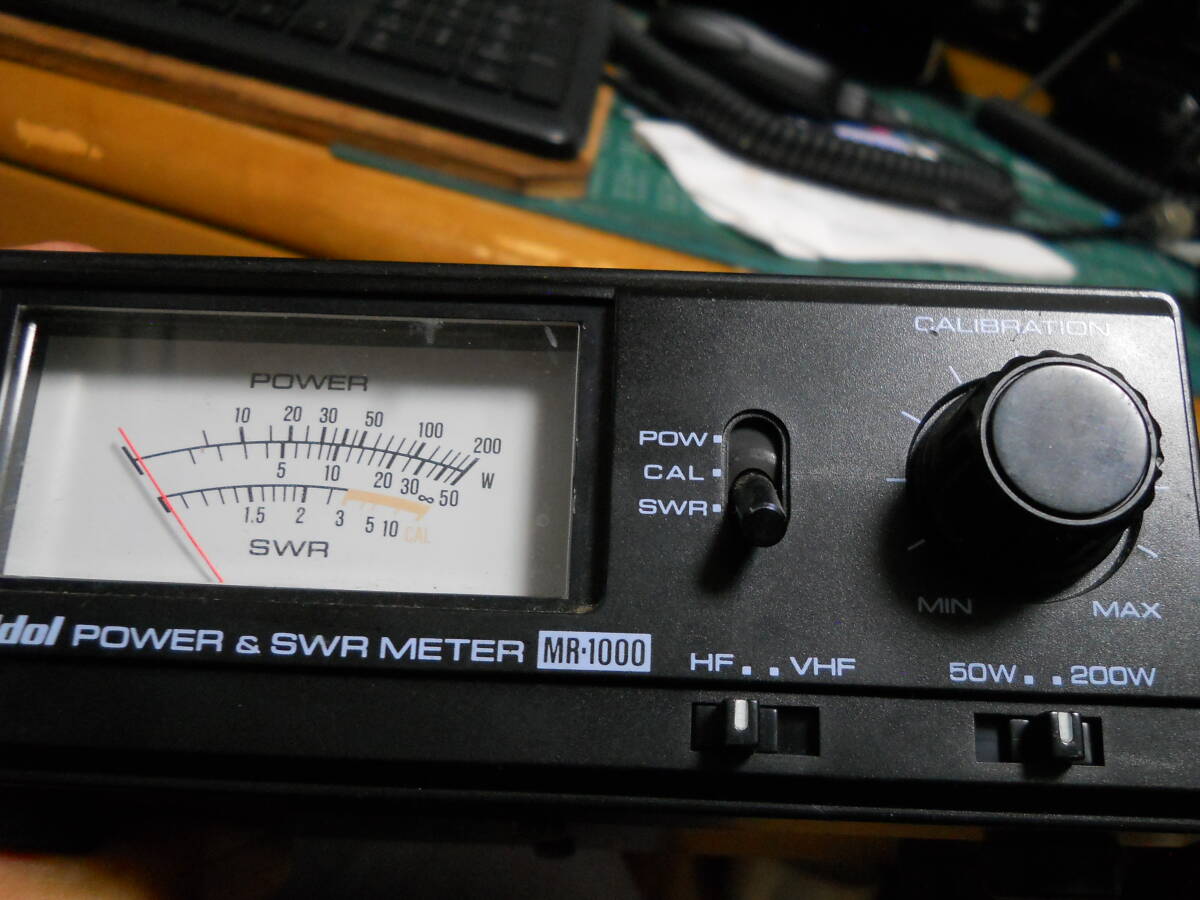 CALIBRATION
POWER
10 20 30 50 100 200
W
5 10 20 30 50
∞
1.5 2 3 5 10 CAL
SWR
POW
CAL
SWR
MIN
MAX
POWER & SWR METER MR-1000
HF VHF
50W 200W